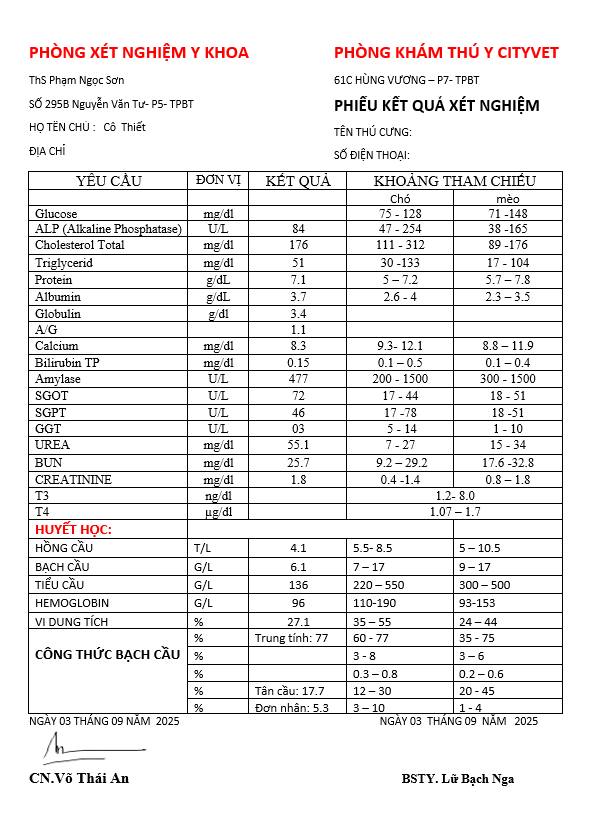 PHÒNG XÉT NGHIỆM Y KHOA
ThS Phạm Ngọc Sơn
SỐ 295B Nguyễn Văn Tư- P5- TPBT
HỌ TÊN CHỦ : Cô Thiết
ĐỊA CHỈ
PHÒNG KHÁM THÚ Y CITYVET
61C HÙNG VƯƠNG – P7- TPBT
PHIẾU KẾT QUẢ XÉT NGHIỆM
TÊN THÚ CƯNG:
SỐ ĐIỆN THOẠI:
YÊU CẦU ĐƠN VỊ KẾT QUẢ KHOẢNG THAM CHIẾU
Chó mèo
Glucose mg/dl 75 - 128 71 -148
ALP (Alkaline Phosphatase) U/L 84 47 - 254 38 -165
Cholesterol Total mg/dl 176 111 - 312 89 -176
Triglycerid mg/dl 51 30 -133 17 - 104
Protein g/dL 7.1 5 – 7.2 5.7 – 7.8
Albumin g/dL 3.7 2.6 - 4 2.3 – 3.5
Globulin g/dl 3.4
A/G 1.1
Calcium mg/dl 8.3 9.3- 12.1 8.8 – 11.9
Bilirubin TP mg/dl 0.15 0.1 – 0.5 0.1 – 0.4
Amylase U/L 477 200 - 1500 300 - 1500
SGOT U/L 72 17 - 44 18 - 51
SGPT U/L 46 17 -78 18 -51
GGT U/L 03 5 - 14 1 - 10
UREA mg/dl 55.1 7 - 27 15 - 34
BUN mg/dl 25.7 9.2 – 29.2 17.6 -32.8
CREATININE mg/dl 1.8 0.4 -1.4 0.8 – 1.8
T3 ng/dl 1.2- 8.0
T4 µg/dl 1.07 – 1.7
HUYẾT HỌC:
HỒNG CẦU T/L 4.1 5.5- 8.5 5 – 10.5
BẠCH CẦU G/L 6.1 7 – 17 9 – 17
TIỂU CẦU G/L 136 220 – 550 300 – 500
HEMOGLOBIN G/L 96 110-190 93-153
VI DUNG TÍCH % 27.1 35 – 55 24 – 44
CÔNG THỨC BẠCH CẦU % Trung tính: 77 60 - 77 35 - 75
% 3 - 8 3 – 6
% 0.3 – 0.8 0.2 – 0.6
% Tân cầu: 17.7 12 – 30 20 - 45
% Đơn nhân: 5.3 3 – 10 1 - 4
NGÀY 03 THÁNG 09 NĂM 2025 NGÀY 03 THÁNG 09 NĂM 2025
CN.Võ Thái An BSTY. Lữ Bạch Nga